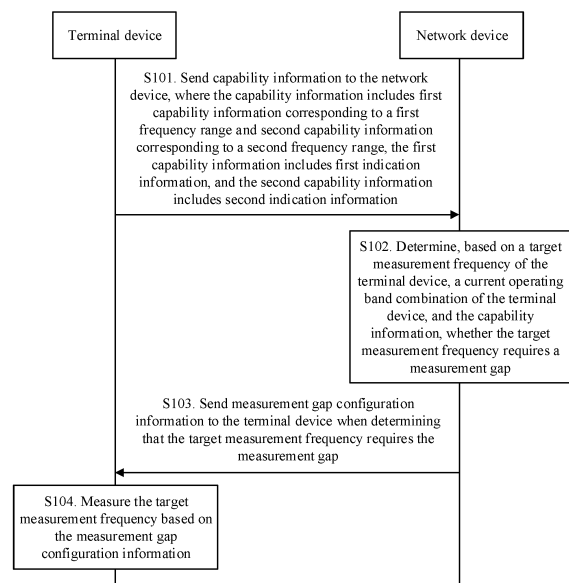 Terminal device
Network device
S101. Send capability information to the network
device, where the capability information includes first
capability information corresponding to a first
frequency range and second capability information
corresponding to a second frequency range, the first
capability information includes first indication
information, and the second capability information
includes second indication information
S102. Determine, based on a target
measurement frequency of the
terminal device, a current operating
band combination of the terminal
device, and the capability
information, whether the target
measurement frequency requires a
measurement gap
S103. Send measurement gap configuration
information to the terminal device when determining
that the target measurement frequency requires the
measurement gap
S104. Measure the target
measurement frequency based on
the measurement gap
configuration information